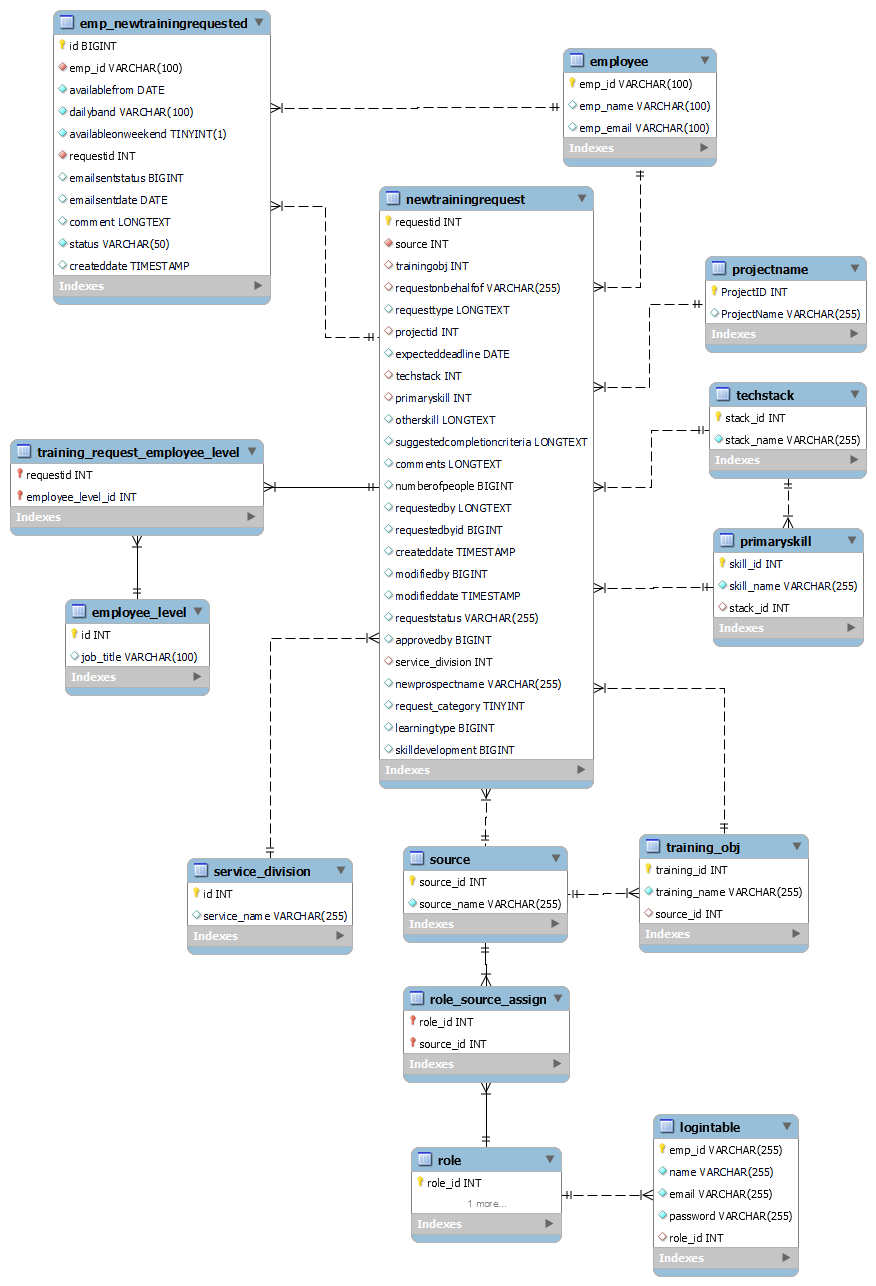 emp_newtrainingrequested
id BIGINT
emp_id VARCHAR(100)
availablefrom DATE
dailyband VARCHAR(100)
availableonweekend TINYINT(1)
requestid INT
emailsentstatus BIGINT
emailsentdate DATE
comment LONGTEXT
status VARCHAR(50)
createddate TIMESTAMP
Indexes
employee
emp_id VARCHAR(100)
emp_name VARCHAR(100)
emp_email VARCHAR(100)
Indexes
newtrainingrequest
requestid INT
source INT
trainingobj INT
requestonbehalfof VARCHAR(255)
requesttype LONGTEXT
projectid INT
expecteddeadline DATE
techstack INT
primaryskill INT
otherskill LONGTEXT
suggestedcompletioncriteria LONGTEXT
comments LONGTEXT
numberofpeople BIGINT
requestedby LONGTEXT
requestedbyid BIGINT
createddate TIMESTAMP
modifiedby BIGINT
modifieddate TIMESTAMP
requeststatus VARCHAR(255)
approvedby BIGINT
service_division INT
newprospectname VARCHAR(255)
request_category TINYINT
learningtype BIGINT
skilldevelopment BIGINT
Indexes
projectname
ProjectID INT
ProjectName VARCHAR(255)
Indexes
techstack
stack_id INT
stack_name VARCHAR(255)
Indexes
training_request_employee_level
requestid INT
employee_level_id INT
Indexes
primaryskill
skill_id INT
skill_name VARCHAR(255)
stack_id INT
Indexes
employee_level
id INT
job_title VARCHAR(100)
Indexes
service_division
id INT
service_name VARCHAR(255)
Indexes
source
source_id INT
source_name VARCHAR(255)
Indexes
training_obj
training_id INT
training_name VARCHAR(255)
source_id INT
Indexes
role_source_assign
role_id INT
source_id INT
Indexes
role
role_id INT
1 more...
Indexes
logintable
emp_id VARCHAR(255)
name VARCHAR(255)
email VARCHAR(255)
password VARCHAR(255)
role_id INT
Indexes